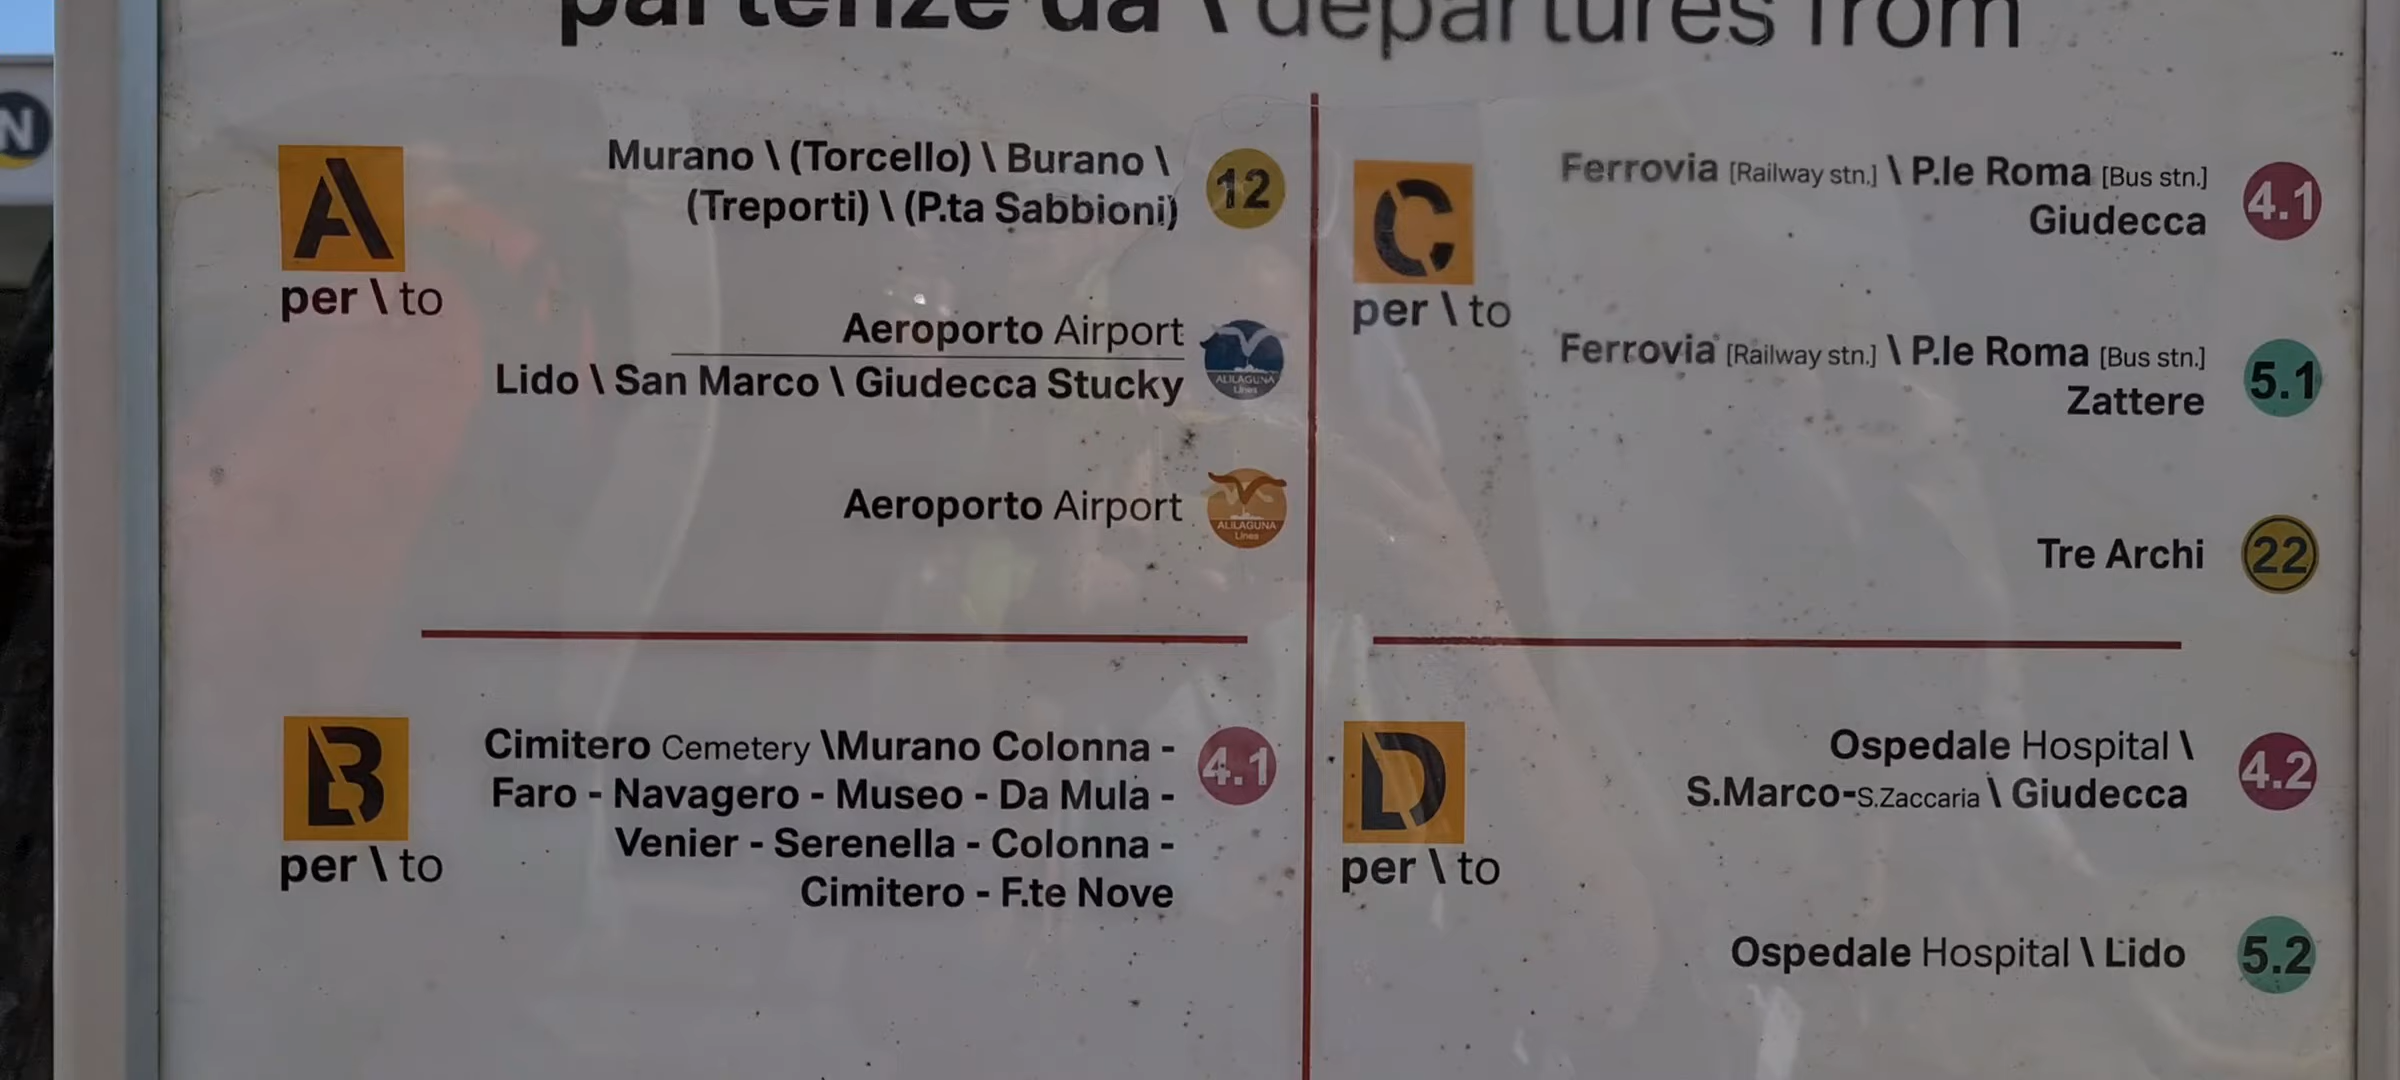 partenze da \ departures from
N
A
per \ to
Murano \ (Torcello) \ Burano \
(Treporti) \ (P.ta Sabbioni)
12
Aeroporto Airport
Lido \ San Marco \ Giudecca Stucky
ALILAGUNA
Linea
Aeroporto Airport
ALILAGUNA
Linea
B
per \ to
Cimitero Cemetery \Murano Colonna -
Faro - Navagero - Museo - Da Mula -
Venier - Serenella - Colonna -
Cimitero - F.te Nove
4.1
C
per \ to
Ferrovia [Railway stn.] \ P.le Roma [Bus stn.]
Giudecca
4.1
Ferrovia [Railway stn.] \ P.le Roma [Bus stn.]
Zattere
5.1
Tre Archi
22
D
per \ to
Ospedale Hospital \
S.Marco-S.Zaccaria \ Giudecca
4.2
Ospedale Hospital \ Lido
5.2